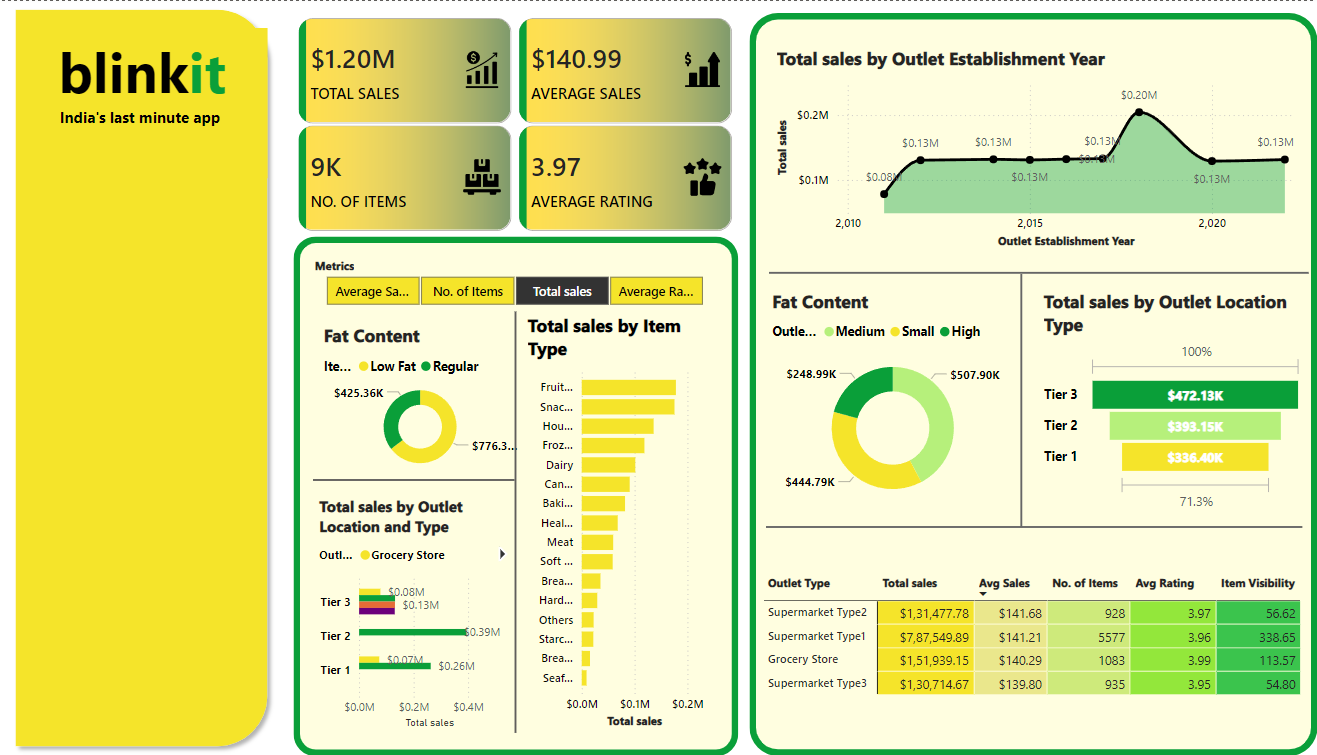 blinkit
India's last minute app
$1.20M
TOTAL SALES
$140.99
AVERAGE SALES
9K
NO. OF ITEMS
3.97
AVERAGE RATING
Metrics
Average Sa...
No. of Items
Total sales
Average Ra...
Fat Content
Ite... Low Fat Regular
$425.36K
$776.3...
Total sales by Outlet
Location and Type
Outl... Grocery Store
Tier 3
$0.08M
$0.13M
Tier 2
$0.39M
Tier 1
$0.07M
$0.26M
$0.0M $0.2M $0.4M
Total sales
Total sales by Item
Type
Fruit...
Snac...
Hou...
Froz...
Dairy
Can...
Baki...
Heal...
Meat
Soft ...
Brea...
Hard...
Others
Starc...
Brea...
Seaf...
$0.0M $0.1M $0.2M
Total sales
Total sales by Outlet Establishment Year
Total sales
$0.2M
$0.1M
$0.08M
$0.13M
$0.13M
$0.13M
$0.13M
$0.13M
$0.20M
$0.13M
$0.13M
2,010 2,015 2,020
Outlet Establishment Year
Fat Content
Outle... Medium Small High
$248.99K
$507.90K
$444.79K
Total sales by Outlet Location
Type
100%
Tier 3 $472.13K
Tier 2 $393.15K
Tier 1 $336.40K
71.3%
Outlet Type Total sales Avg Sales No. of Items Avg Rating Item Visibility
Supermarket Type2 $1,31,477.78 $141.68 928 3.97 56.62
Supermarket Type1 $7,87,549.89 $141.21 5577 3.96 338.65
Grocery Store $1,51,939.15 $140.29 1083 3.99 113.57
Supermarket Type3 $1,30,714.67 $139.80 935 3.95 54.80